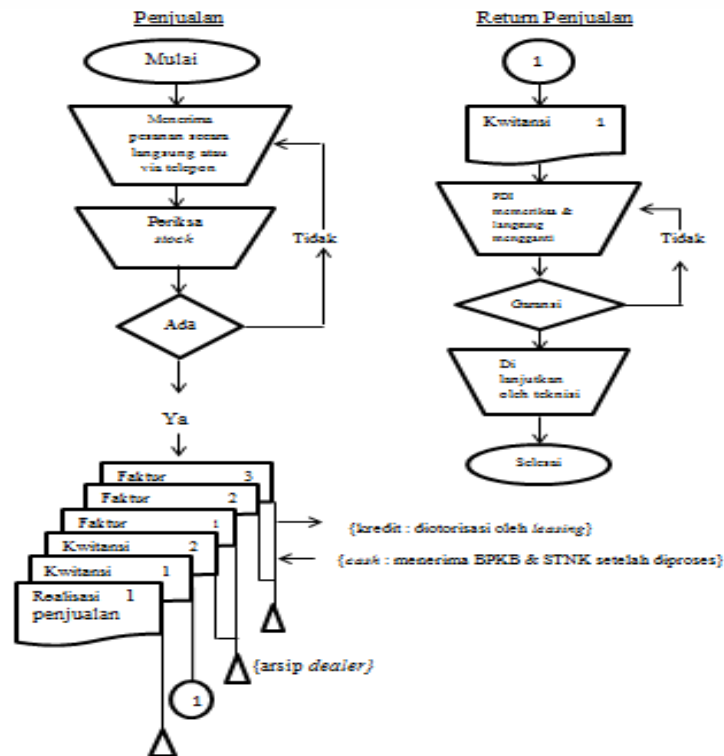 Penjualan
Mulai
Menerima
pesanan secara
langsung atau
via telepon
Periksa
stock
Tidak
Ada
Ya
Faktur 3
Faktur 2
Faktur 1
Kwitansi 2
Kwitansi 1
Realisasi 1
penjualan
{kredit : diotorisasi oleh leasing}
{cash : menerima BPKB & STNK setelah diproses}
{arsip dealer}
1
Return Penjualan
1
Kwitansi 1
PDI
memeriksa &
langsung
mengganti
Tidak
Garansi
Di
lanjutkan
oleh teknisi
Selesai